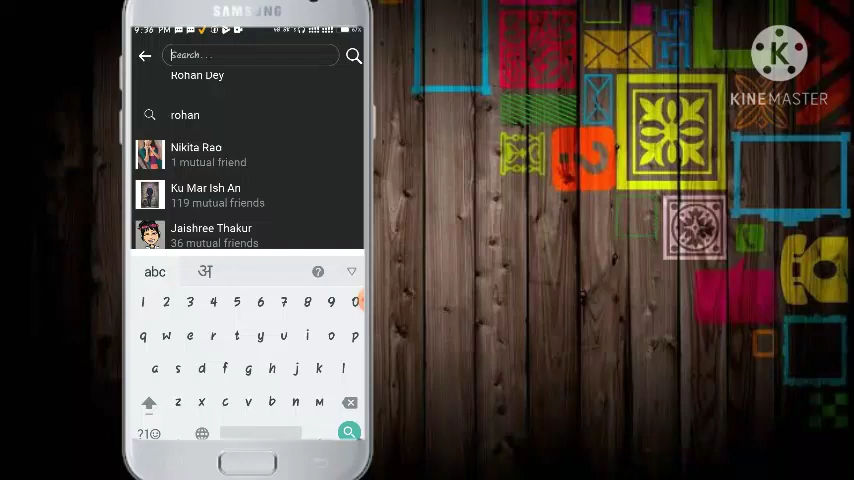 SAMSUNG
9:36 PM
67%
Search...
Rohan Dey
rohan
Nikita Rao
1 mutual friend
Ku Mar Ish An
119 mutual friends
Jaishree Thakur
36 mutual friends
abc अ ?
1 2 3 4 5 6 7 8 9 0
q w e r t y u i o p
a s d f g h j k l
z x c v b n m
?1☺
K
KINEMASTER